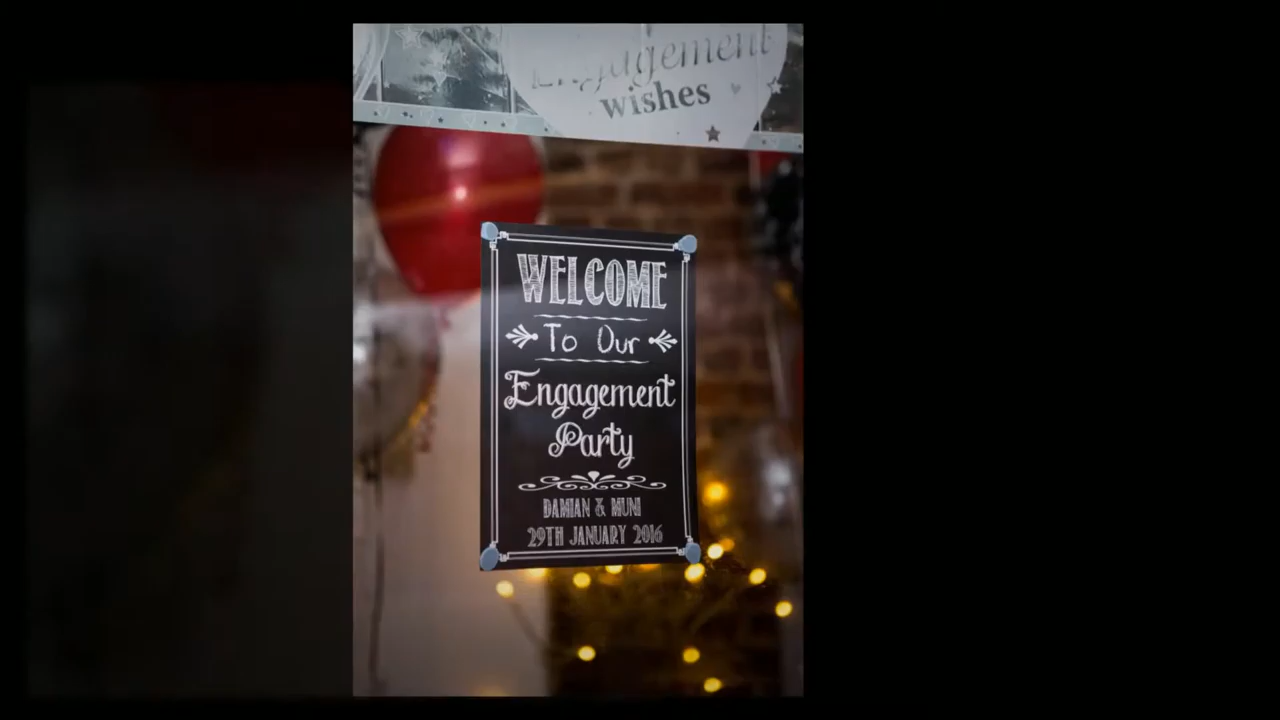 Engagement
wishes
WELCOME
To Our
Engagement
Party
DAMIAN & MUNI
29TH JANUARY 2016